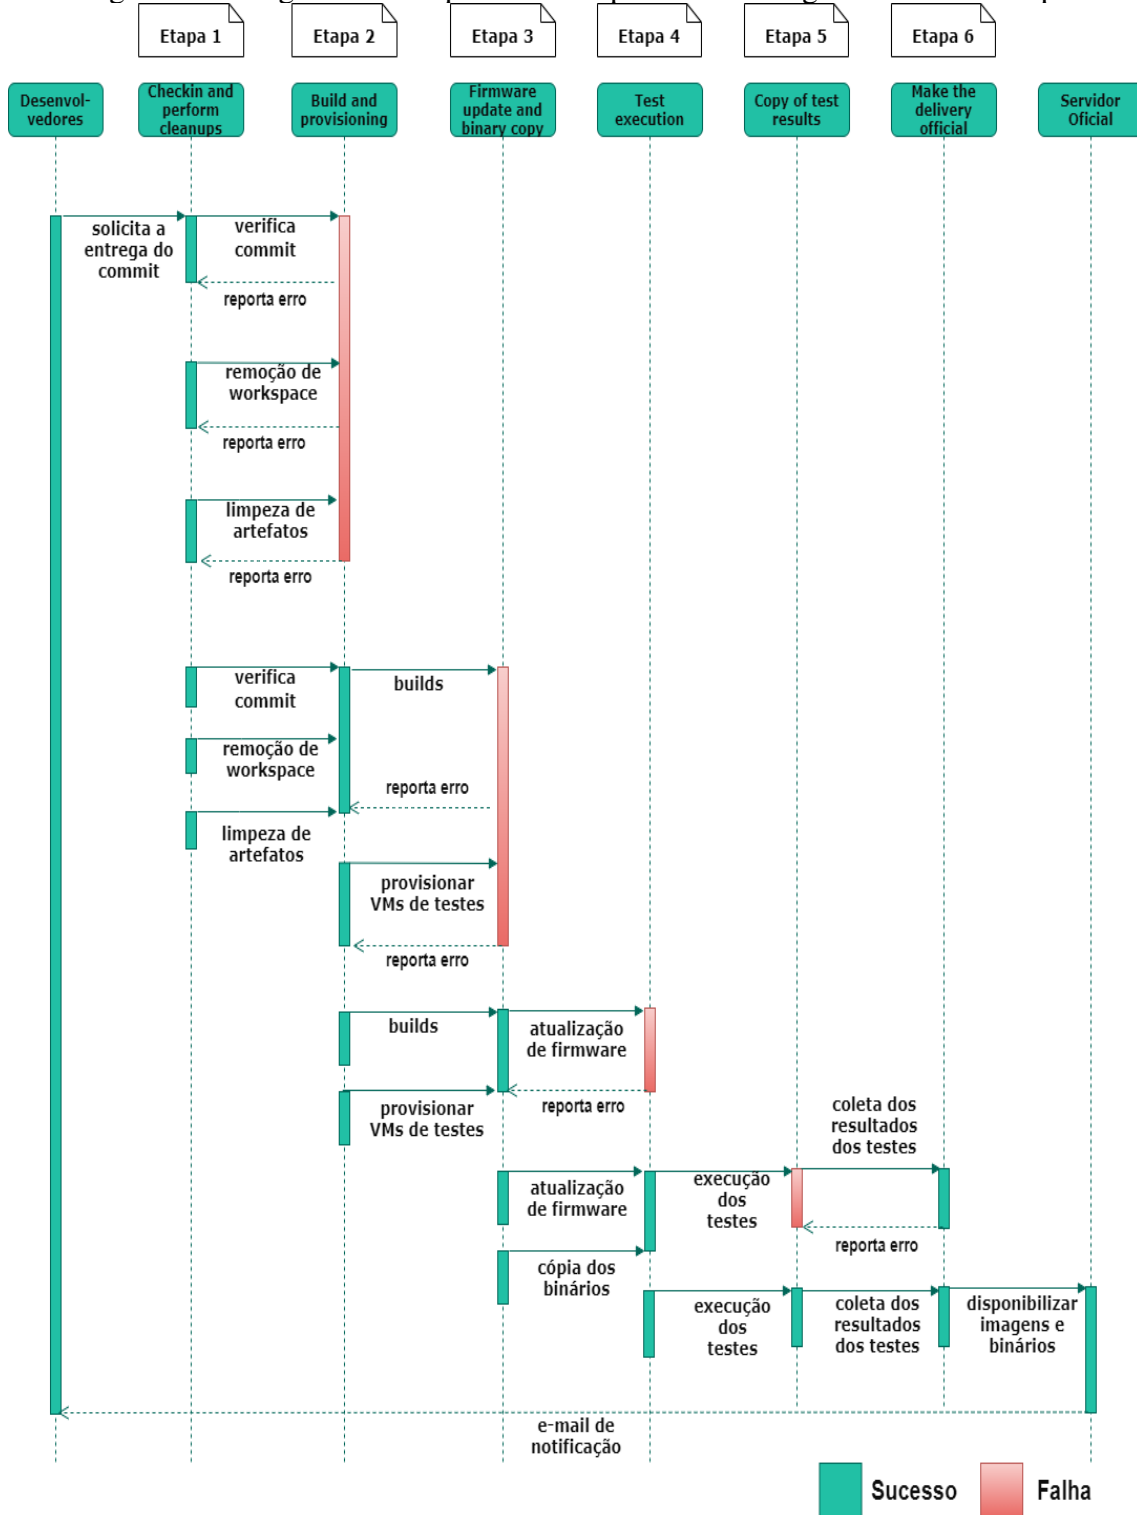 Etapa 1
Etapa 2
Etapa 3
Etapa 4
Etapa 5
Etapa 6
Desenvol-
vedores
Checkin and
perform
cleanups
Build and
provisioning
Firmware
update and
binary copy
Test
execution
Copy of test
results
Make the
delivery
official
Servidor
Oficial
solicita a
entrega do
commit
verifica
commit
reporta erro
remoção de
workspace
reporta erro
limpeza de
artefatos
reporta erro
verifica
commit
builds
remoção de
workspace
reporta erro
limpeza de
artefatos
provisionar
VMs de testes
reporta erro
builds
atualização
de firmware
reporta erro
provisionar
VMs de testes
coleta dos
resultados
dos testes
atualização
de firmware
execução
dos
testes
reporta erro
cópia dos
binários
execução
dos
testes
coleta dos
resultados
dos testes
disponibilizar
imagens e
binários
e-mail de
notificação
Sucesso
Falha